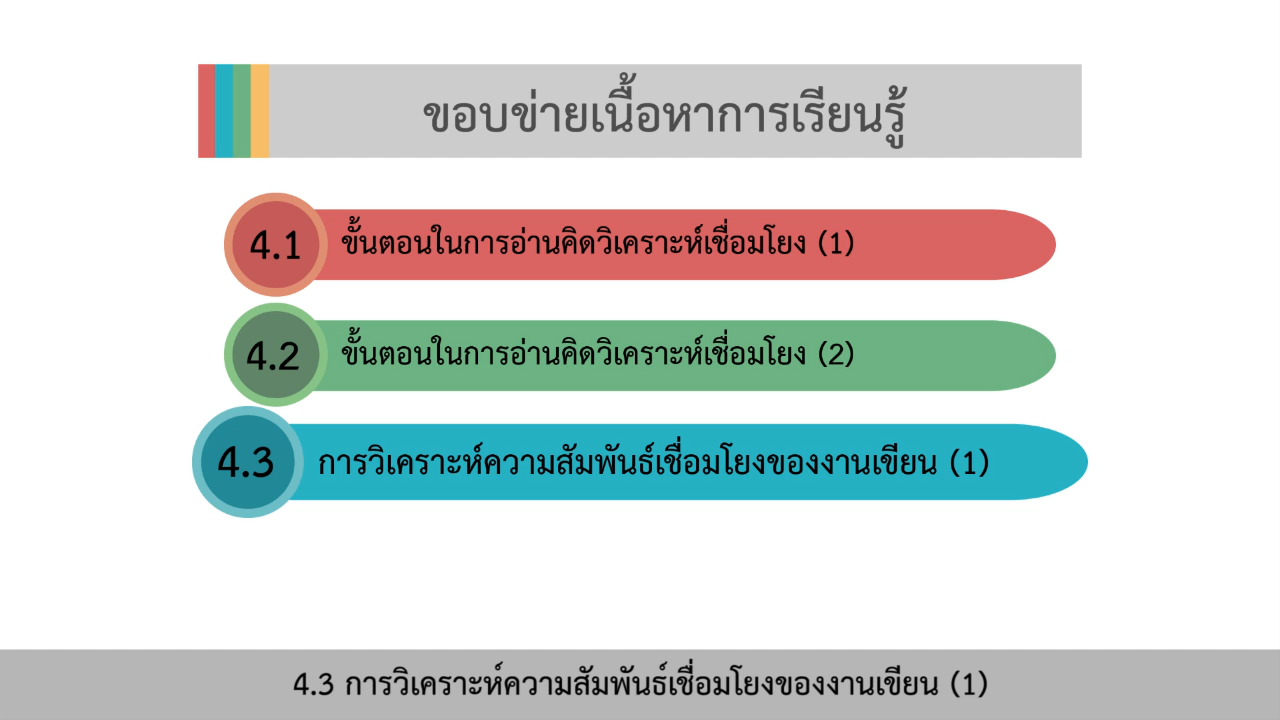 ขอบข่ายเนื้อหาการเรียนรู้
4.1 ขั้นตอนในการอ่านคิดวิเคราะห์เชื่อมโยง (1)
4.2 ขั้นตอนในการอ่านคิดวิเคราะห์เชื่อมโยง (2)
4.3 การวิเคราะห์ความสัมพันธ์เชื่อมโยงของงานเขียน (1)
4.3 การวิเคราะห์ความสัมพันธ์เชื่อมโยงของงานเขียน (1)